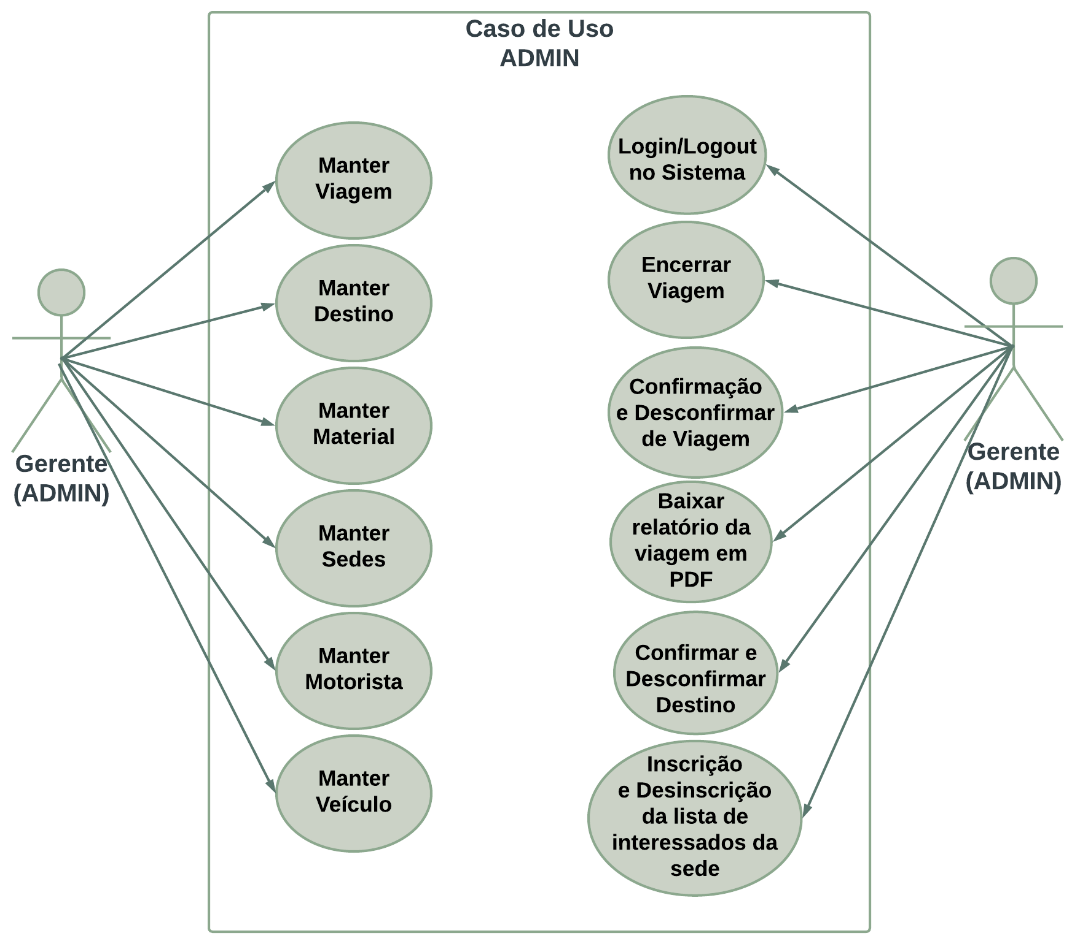 Caso de Uso
ADMIN
Manter
Viagem
Manter
Destino
Manter
Material
Manter
Sedes
Manter
Motorista
Manter
Veículo
Gerente
(ADMIN)
Login/Logout
no Sistema
Encerrar
Viagem
Confirmação
e Desconfirmar
de Viagem
Baixar
relatório da
viagem em
PDF
Confirmar e
Desconfirmar
Destino
Inscrição
e Desinscrição
da lista de
interessados da
sede
Gerente
(ADMIN)